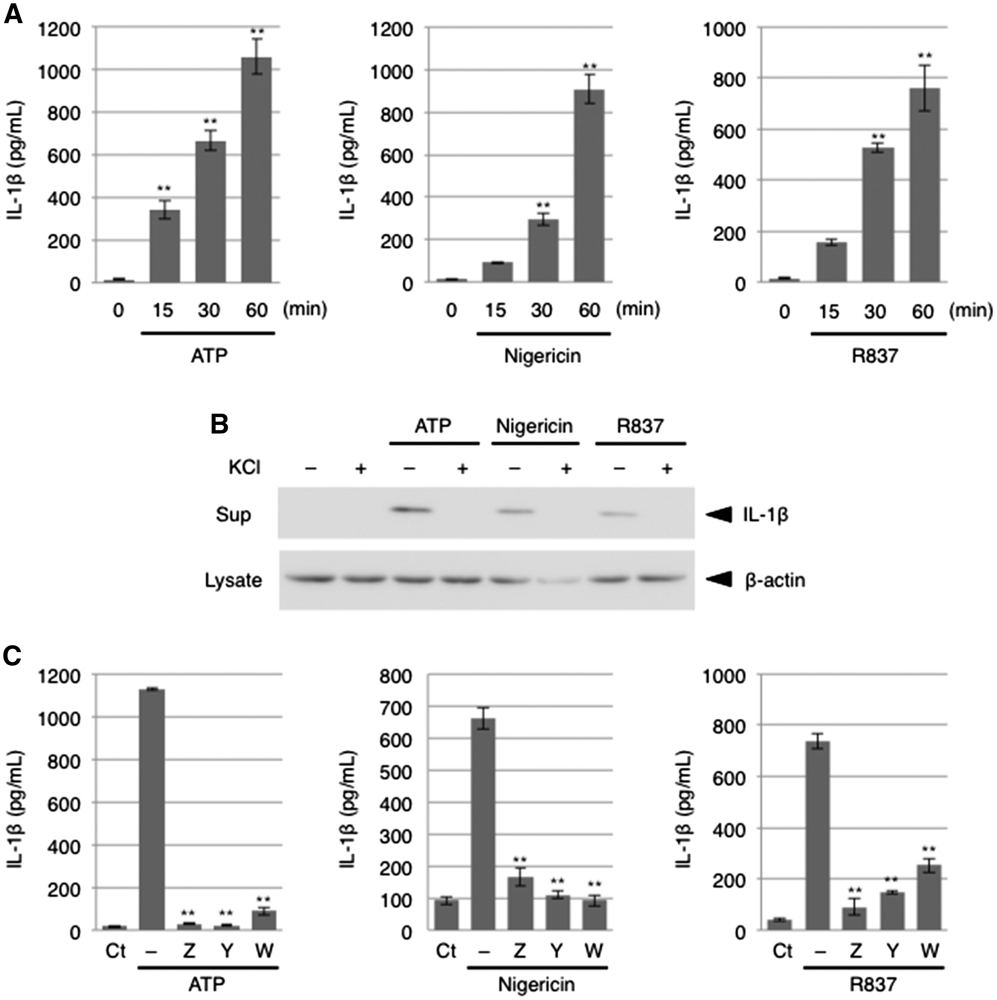 A
1200
1000
800
600
400
200
0
IL-1β (pg/mL)
** ** **
0 15 30 60 (min)
ATP
1200
1000
800
600
400
200
0
IL-1β (pg/mL)
** **
0 15 30 60 (min)
Nigericin
1000
800
600
400
200
0
IL-1β (pg/mL)
** **
0 15 30 60 (min)
R837
B
ATP Nigericin R837
KCl – + – + – + – +
Sup IL-1β
Lysate β-actin
C
1200
1000
800
600
400
200
0
IL-1β (pg/mL)
** ** **
Ct – Z Y W
ATP
800
700
600
500
400
300
200
100
0
IL-1β (pg/mL)
** ** **
Ct – Z Y W
Nigericin
1000
800
600
400
200
0
IL-1β (pg/mL)
** ** **
Ct – Z Y W
R837